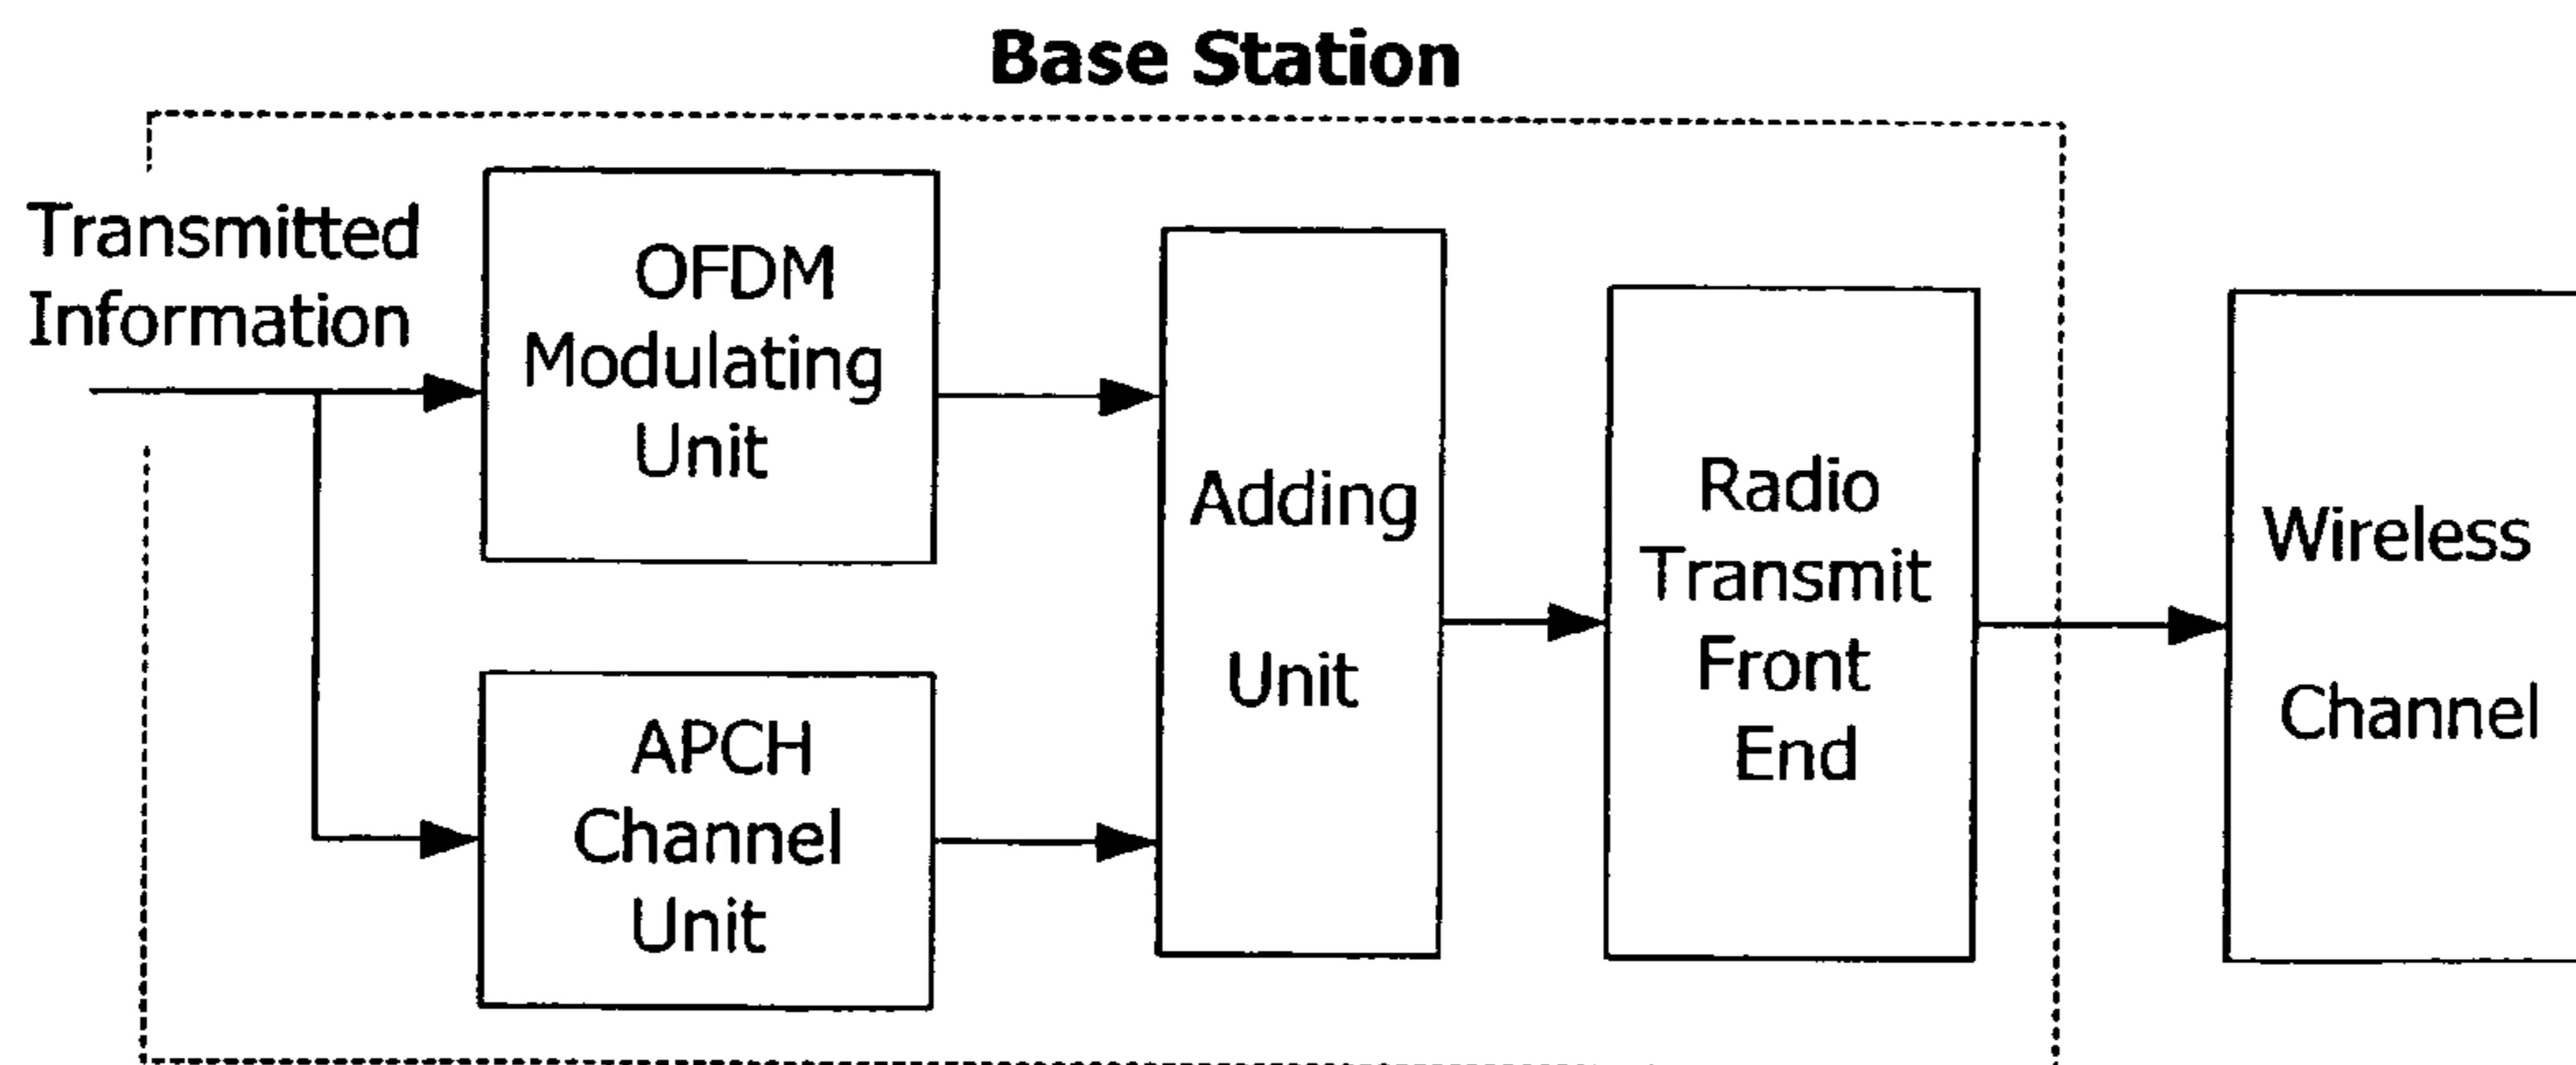 Base Station
Transmitted
Information
OFDM
Modulating
Unit
APCH
Channel
Unit
Adding
Unit
Radio
Transmit
Front
End
Wireless
Channel